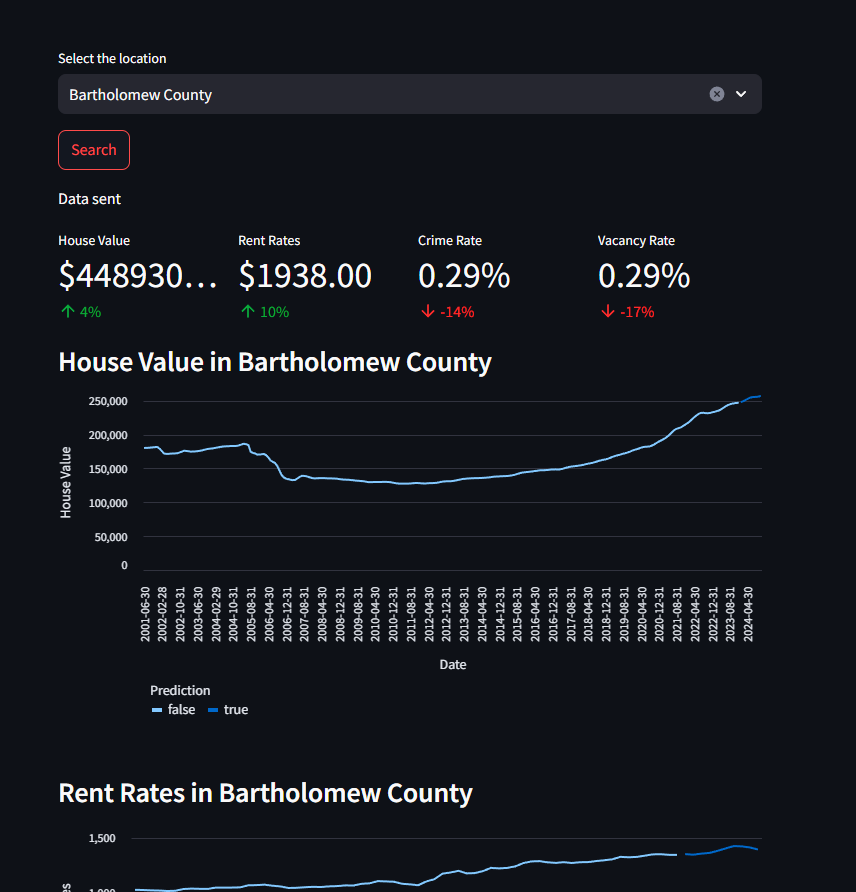 Select the location
Bartholomew County
Search
Data sent
House Value Rent Rates Crime Rate Vacancy Rate
$448930... $1938.00 0.29% 0.29%
4% 10% -14% -17%
House Value in Bartholomew County
250,000
200,000
150,000
100,000
50,000
0
House Value
2001-06-30 2002-02-28 2002-10-31 2003-06-30 2004-02-29 2004-10-31 2005-08-31 2006-04-30 2006-12-31 2007-08-31 2008-04-30 2008-12-31 2009-08-31 2010-04-30 2010-12-31 2011-08-31 2012-04-30 2012-12-31 2013-08-31 2014-04-30 2014-12-31 2015-08-31 2016-04-30 2016-12-31 2017-08-31 2018-04-30 2018-12-31 2019-08-31 2020-04-30 2020-12-31 2021-08-31 2022-04-30 2022-12-31 2023-08-31 2024-04-30
Date
Prediction
false true
Rent Rates in Bartholomew County
1,500